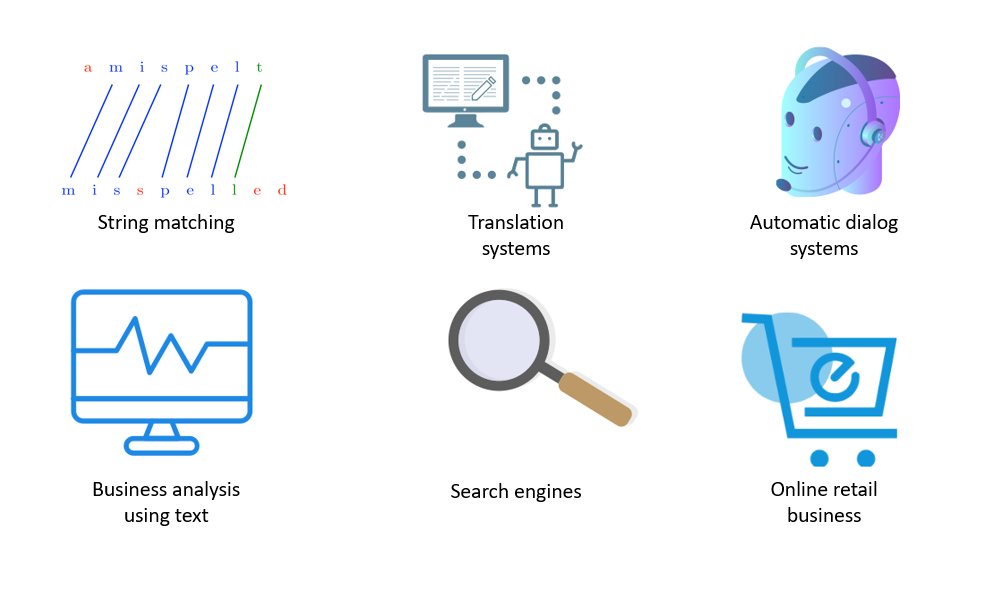 a m i s p e l t
m i s s p e l l e d
String matching
Translation
systems
Automatic dialog
systems
e
Business analysis
using text
Search engines
Online retail
business